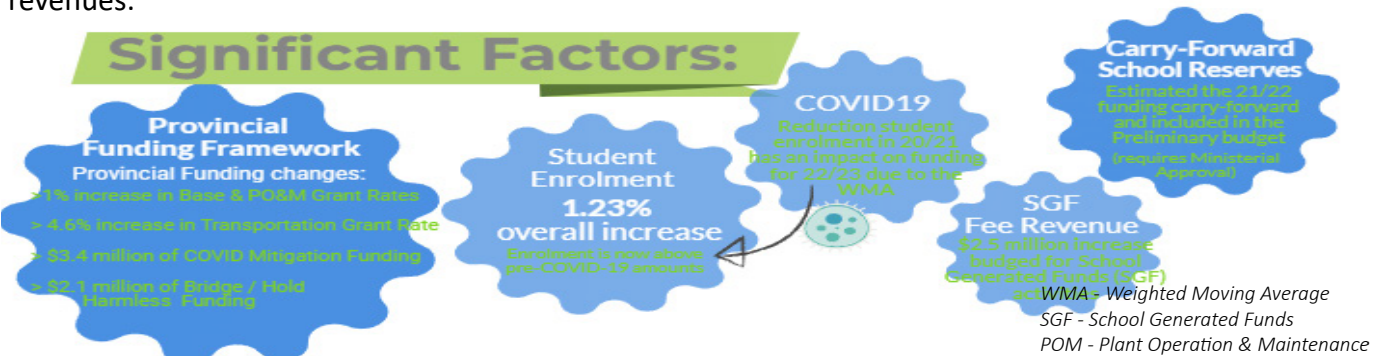 revenues.
Significant Factors:
Provincial
Funding Framework
Provincial Funding changes:
>1% increase in Base & PO&M Grant Rates
> 4.6% increase in Transportation Grant Rate
> $3.4 million of COVID Mitigation Funding
> $2.1 million of Bridge / Hold
Harmless Funding
Student
Enrolment
1.23%
overall increase
Enrolment is now above
pre-COVID-19 amounts
COVID19
Reduction student
enrolment in 20/21
has an impact on funding
for 22/23 due to the
WMA
Carry-Forward
School Reserves
Estimated the 21/22
funding carry-forward
and included in the
Preliminary budget
(requires Ministerial
Approval)
SGF
Fee Revenue
$2.5 million increase
budgeted for School
Generated Funds (SGF)
WMA - Weighted Moving Average
SGF - School Generated Funds
POM - Plant Operation & Maintenance